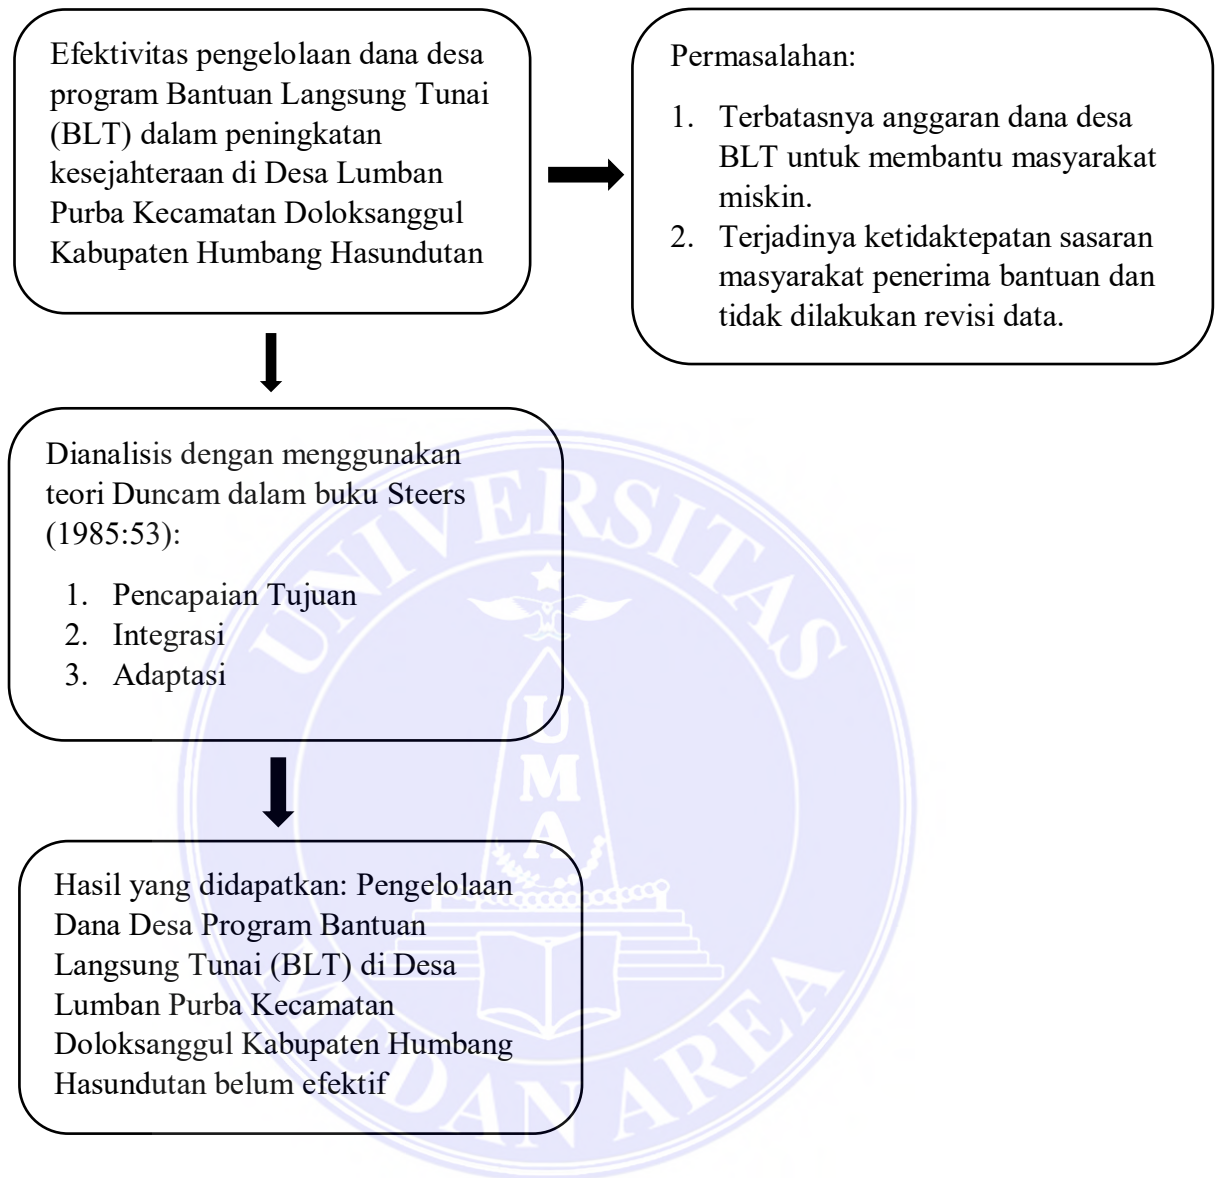 Efektivitas pengelolaan dana desa
program Bantuan Langsung Tunai
(BLT) dalam peningkatan
kesejahteraan di Desa Lumban
Purba Kecamatan Doloksanggul
Kabupaten Humbang Hasundutan
Permasalahan:
1. Terbatasnya anggaran dana desa
BLT untuk membantu masyarakat
miskin.
2. Terjadinya ketidaktepatan sasaran
masyarakat penerima bantuan dan
tidak dilakukan revisi data.
Dianalisis dengan menggunakan
teori Duncam dalam buku Steers
(1985:53):
1. Pencapaian Tujuan
2. Integrasi
3. Adaptasi
Hasil yang didapatkan: Pengelolaan
Dana Desa Program Bantuan
Langsung Tunai (BLT) di Desa
Lumban Purba Kecamatan
Doloksanggul Kabupaten Humbang
Hasundutan belum efektif
UNIVERSITAS
UMA
MEDAN AREA